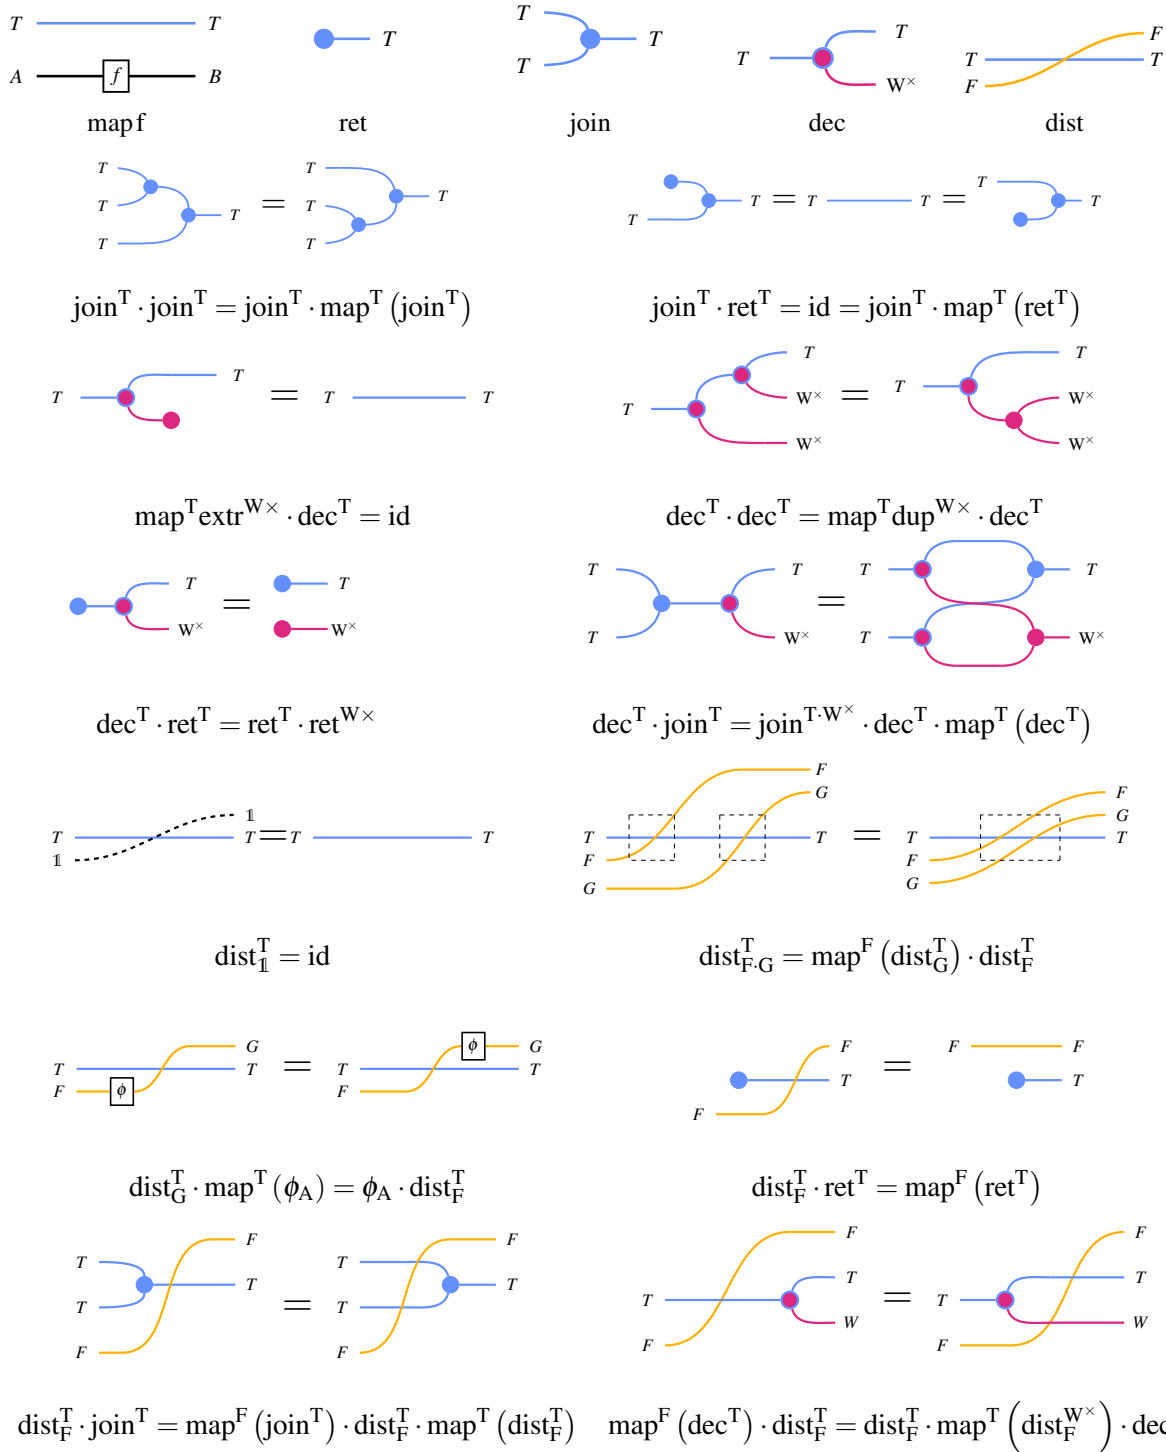 T T T T T T F
A f B T T W× T T
F
map f ret join dec dist
T T T T T T = T T = T T T
T T = T T T
T T
join^T · join^T = join^T · map^T (join^T) join^T · ret^T = id = join^T · map^T (ret^T)
T T = T T T T W× W× = T T W× W×
map^T extr^{W×} · dec^T = id dec^T · dec^T = map^T dup^{W×} · dec^T
T W× = T W× T T T W× = T T T W×
dec^T · ret^T = ret^T · ret^{W×} dec^T · join^T = join^{T·W×} · dec^T · map^T (dec^T)
T 𝟙 𝟙 T = T T T F G F G T = T F G F G T
dist^T_𝟙 = id dist^T_{F·G} = map^F (dist^T_G) · dist^T_F
T F ϕ G T = T F ϕ G T F F T = F F T
dist^T_G · map^T (ϕ_A) = ϕ_A · dist^T_F dist^T_F · ret^T = map^F (ret^T)
T T F F T = T T F F T T F F T W = T F F T W
dist^T_F · join^T = map^F (join^T) · dist^T_F · map^T (dist^T_F) map^F (dec^T) · dist^T_F = dist^T_F · map^T (dist^{W×}_F) · dec